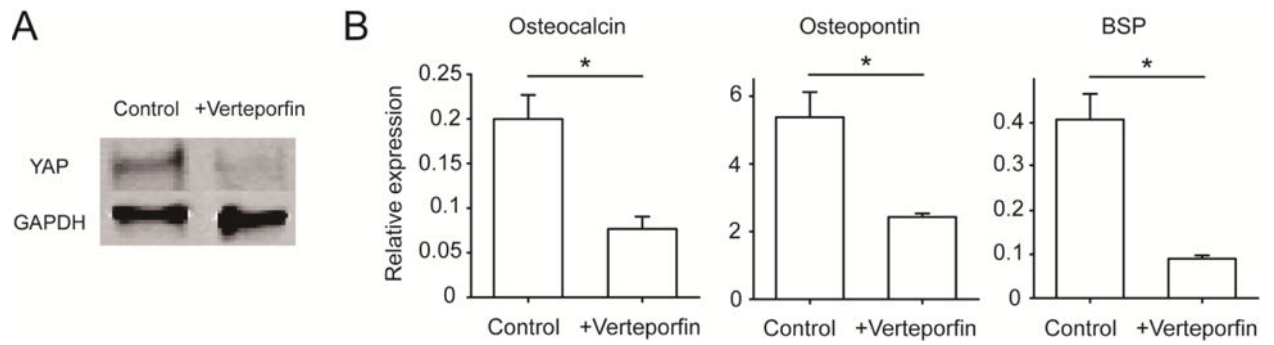 A
Control +Verteporfin
YAP
GAPDH
B
Relative expression
Osteocalcin
*
0.25
0.2
0.15
0.1
0.05
0
Control +Verteporfin
Osteopontin
*
6
4
2
0
Control +Verteporfin
BSP
*
0.4
0.3
0.2
0.1
0
Control +Verteporfin